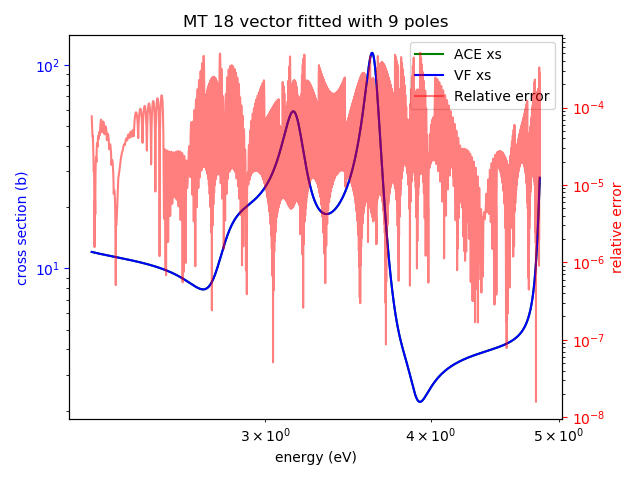 MT 18 vector fitted with 9 poles
ACE xs
VF xs
Relative error
10²
10¹
cross section (b)
10⁻⁴
10⁻⁵
10⁻⁶
10⁻⁷
10⁻⁸
relative error
3 × 10⁰
4 × 10⁰
5 × 10⁰
energy (eV)